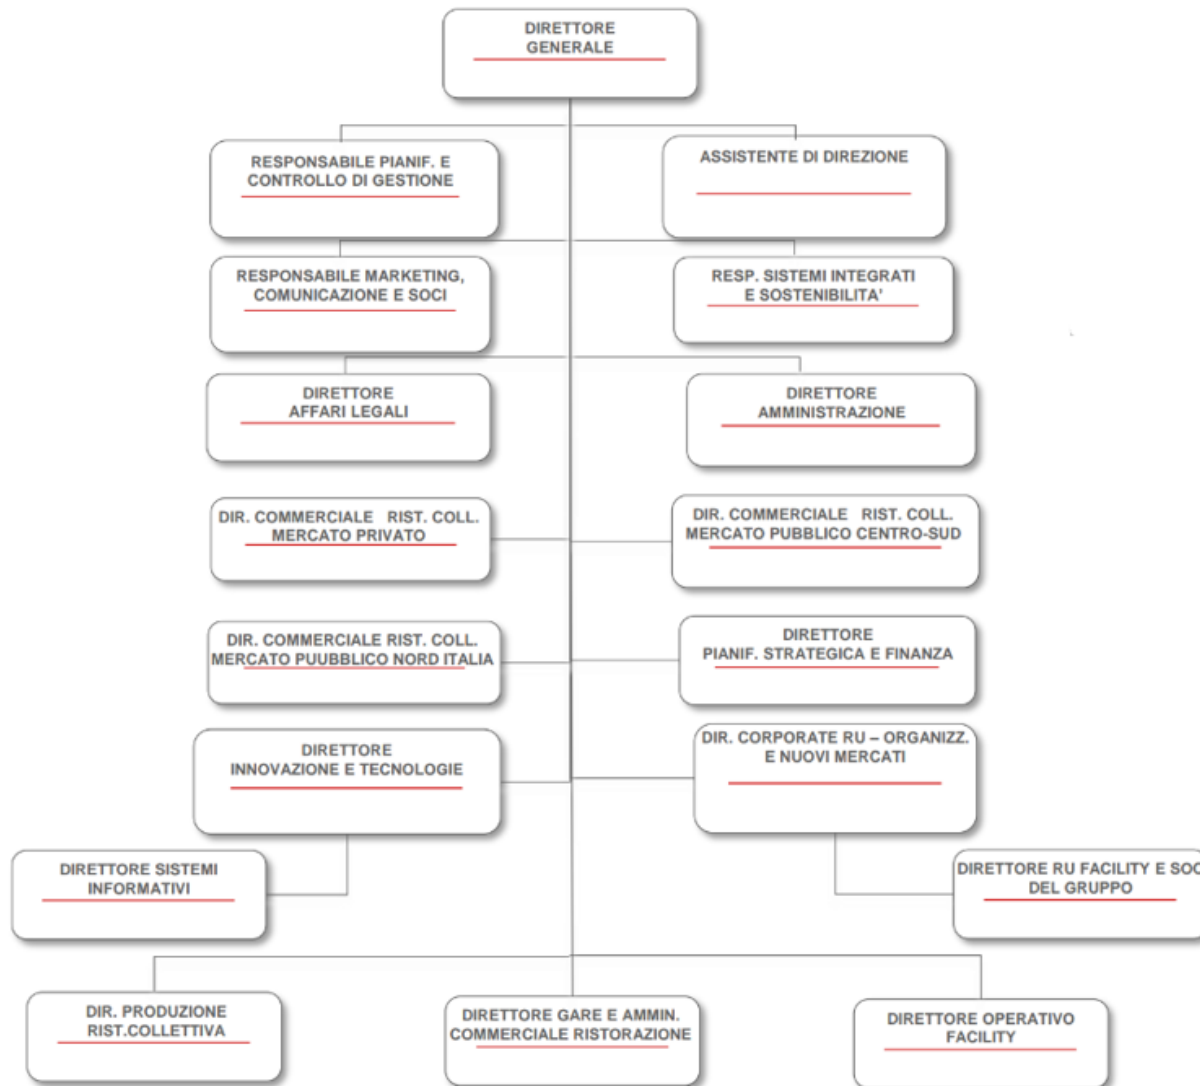 DIRETTORE
GENERALE
RESPONSABILE PIANIF. E
CONTROLLO DI GESTIONE
ASSISTENTE DI DIREZIONE
RESPONSABILE MARKETING,
COMUNICAZIONE E SOCI
RESP. SISTEMI INTEGRATI
E SOSTENIBILITA'
DIRETTORE
AFFARI LEGALI
DIRETTORE
AMMINISTRAZIONE
DIR. COMMERCIALE RIST. COLL.
MERCATO PRIVATO
DIR. COMMERCIALE RIST. COLL.
MERCATO PUBBLICO CENTRO-SUD
DIR. COMMERCIALE RIST. COLL.
MERCATO PUUBBLICO NORD ITALIA
DIRETTORE
PIANIF. STRATEGICA E FINANZA
DIRETTORE
INNOVAZIONE E TECNOLOGIE
DIR. CORPORATE RU – ORGANIZZ.
E NUOVI MERCATI
DIRETTORE SISTEMI
INFORMATIVI
DIRETTORE RU FACILITY E SOC
DEL GRUPPO
DIR. PRODUZIONE
RIST.COLLETTIVA
DIRETTORE GARE E AMMIN.
COMMERCIALE RISTORAZIONE
DIRETTORE OPERATIVO
FACILITY